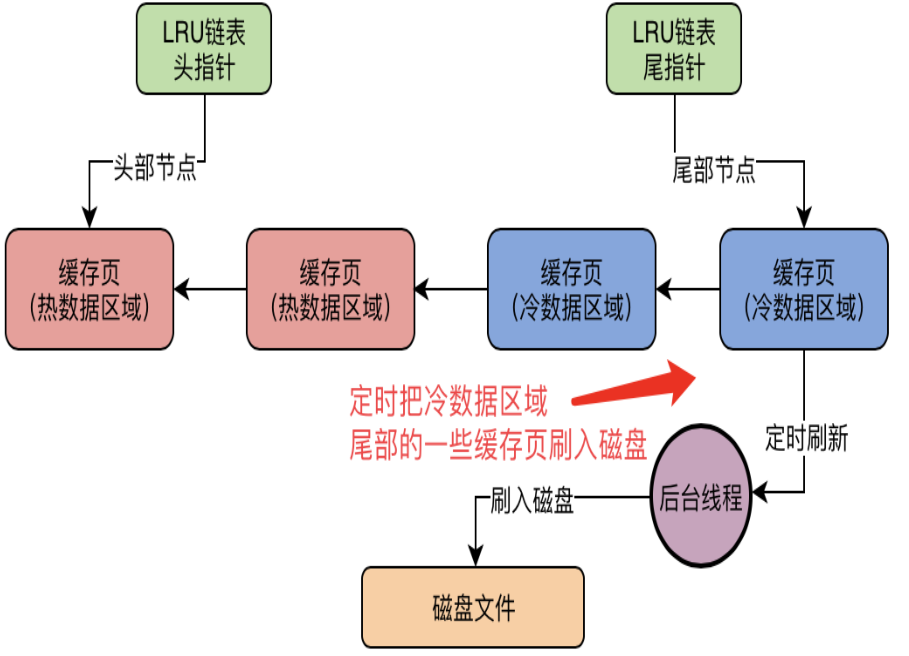 LRU链表
头指针
LRU链表
尾指针
头部节点
尾部节点
缓存页
(热数据区域)
缓存页
(热数据区域)
缓存页
(冷数据区域)
缓存页
(冷数据区域)
定时把冷数据区域
尾部的一些缓存页刷入磁盘
定时刷新
后台线程
刷入磁盘
磁盘文件